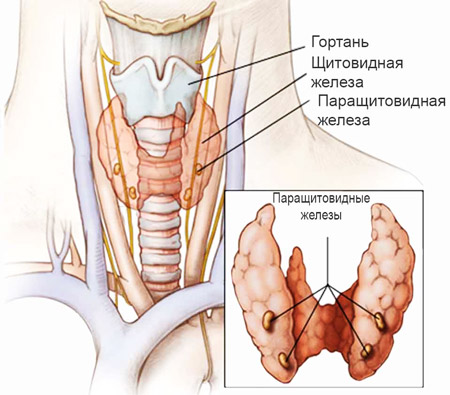 Гортань
Щитовидная
железа
Паращитовидная
железа
Паращитовидные
железы